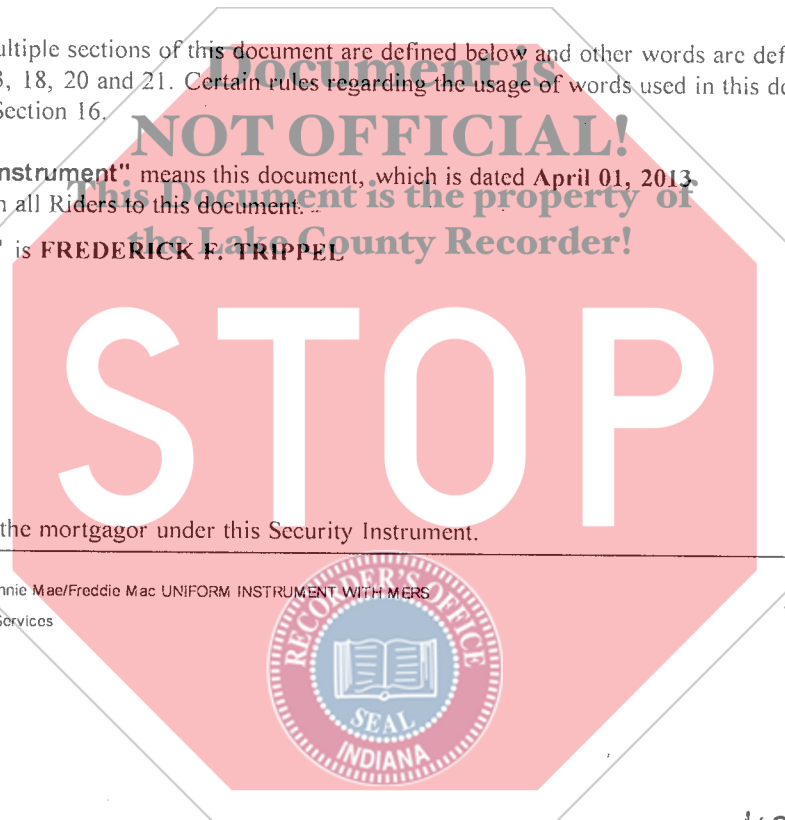 ultiple sections of this document are defined below and other words are def
3, 18, 20 and 21. Certain rules regarding the usage of words used in this do
Section 16.
Document is
NOT OFFICIAL!
nstrument" means this document, which is dated April 01, 2013,
This Document is the property of
n all Riders to this document.
the Lake County Recorder!
" is FREDERICK F. TRIPPEL
STOP
the mortgagor under this Security Instrument.
nnie Mae/Freddie Mac UNIFORM INSTRUMENT WITH MERS
Services
RECORDER'S OFFICE
SEAL
INDIANA